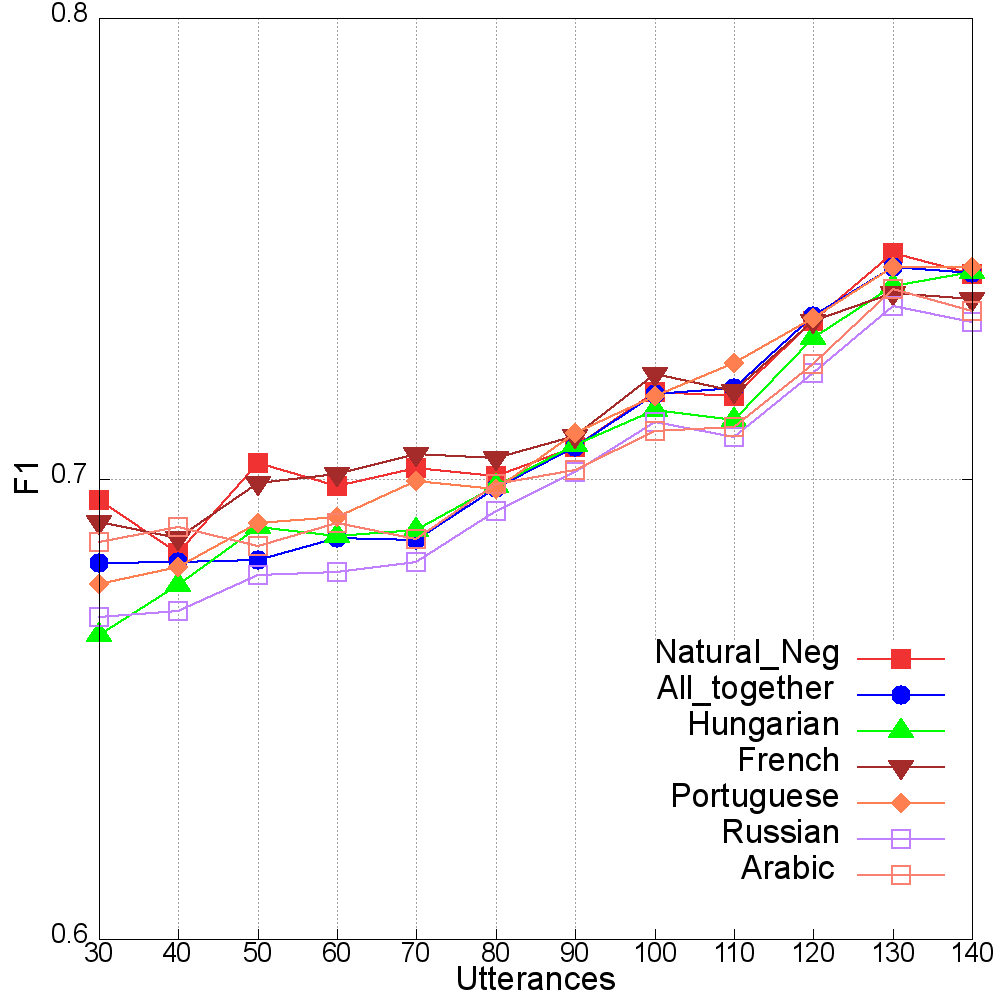 0.8
0.7
0.6
F1
30 40 50 60 70 80 90 100 110 120 130 140
Utterances
Natural_Neg
All_together
Hungarian
French
Portuguese
Russian
Arabic